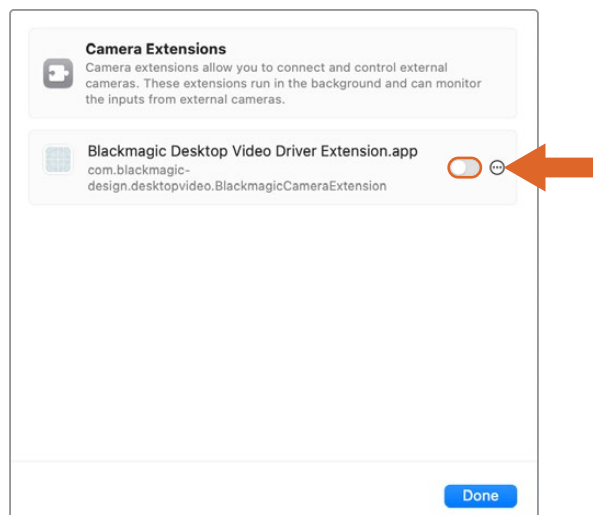 Camera Extensions
Camera extensions allow you to connect and control external
cameras. These extensions run in the background and can monitor
the inputs from external cameras.
Blackmagic Desktop Video Driver Extension.app
com.blackmagic-
design.desktopvideo.BlackmagicCameraExtension
Done